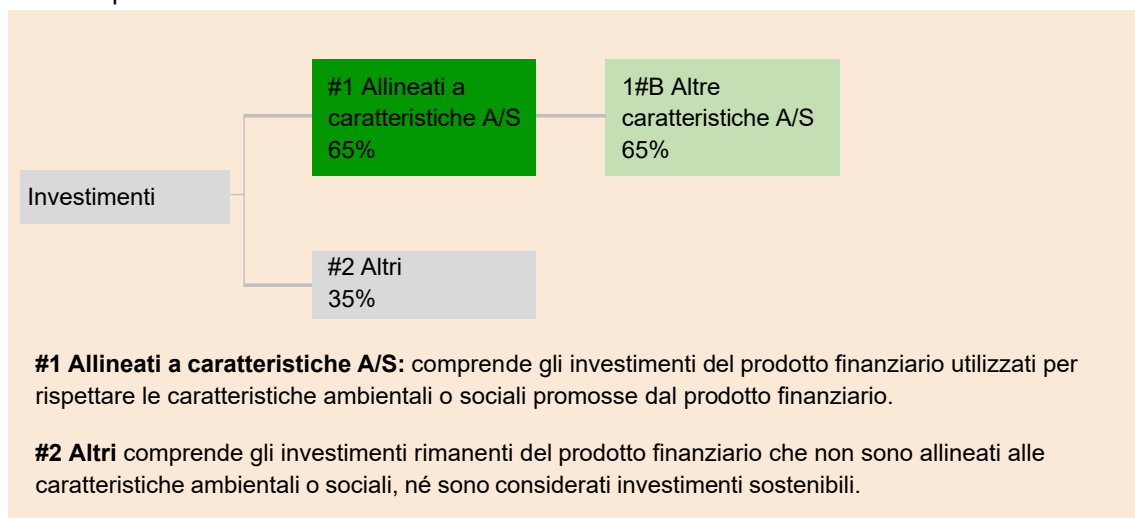 #1 Allineati a
caratteristiche A/S
65%
1#B Altre
caratteristiche A/S
65%
Investimenti
#2 Altri
35%
#1 Allineati a caratteristiche A/S: comprende gli investimenti del prodotto finanziario utilizzati per
rispettare le caratteristiche ambientali o sociali promosse dal prodotto finanziario.
#2 Altri comprende gli investimenti rimanenti del prodotto finanziario che non sono allineati alle
caratteristiche ambientali o sociali, né sono considerati investimenti sostenibili.